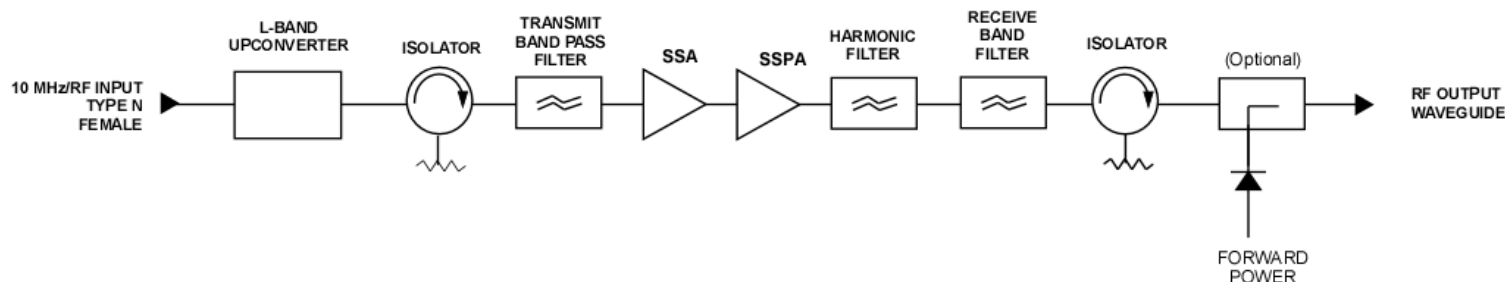 10 MHz/RF INPUT
TYPE N
FEMALE
L-BAND
UPCONVERTER
ISOLATOR
TRANSMIT
BAND PASS
FILTER
SSA
SSPA
HARMONIC
FILTER
RECEIVE
BAND
FILTER
ISOLATOR
(Optional)
FORWARD
POWER
RF OUTPUT
WAVEGUIDE